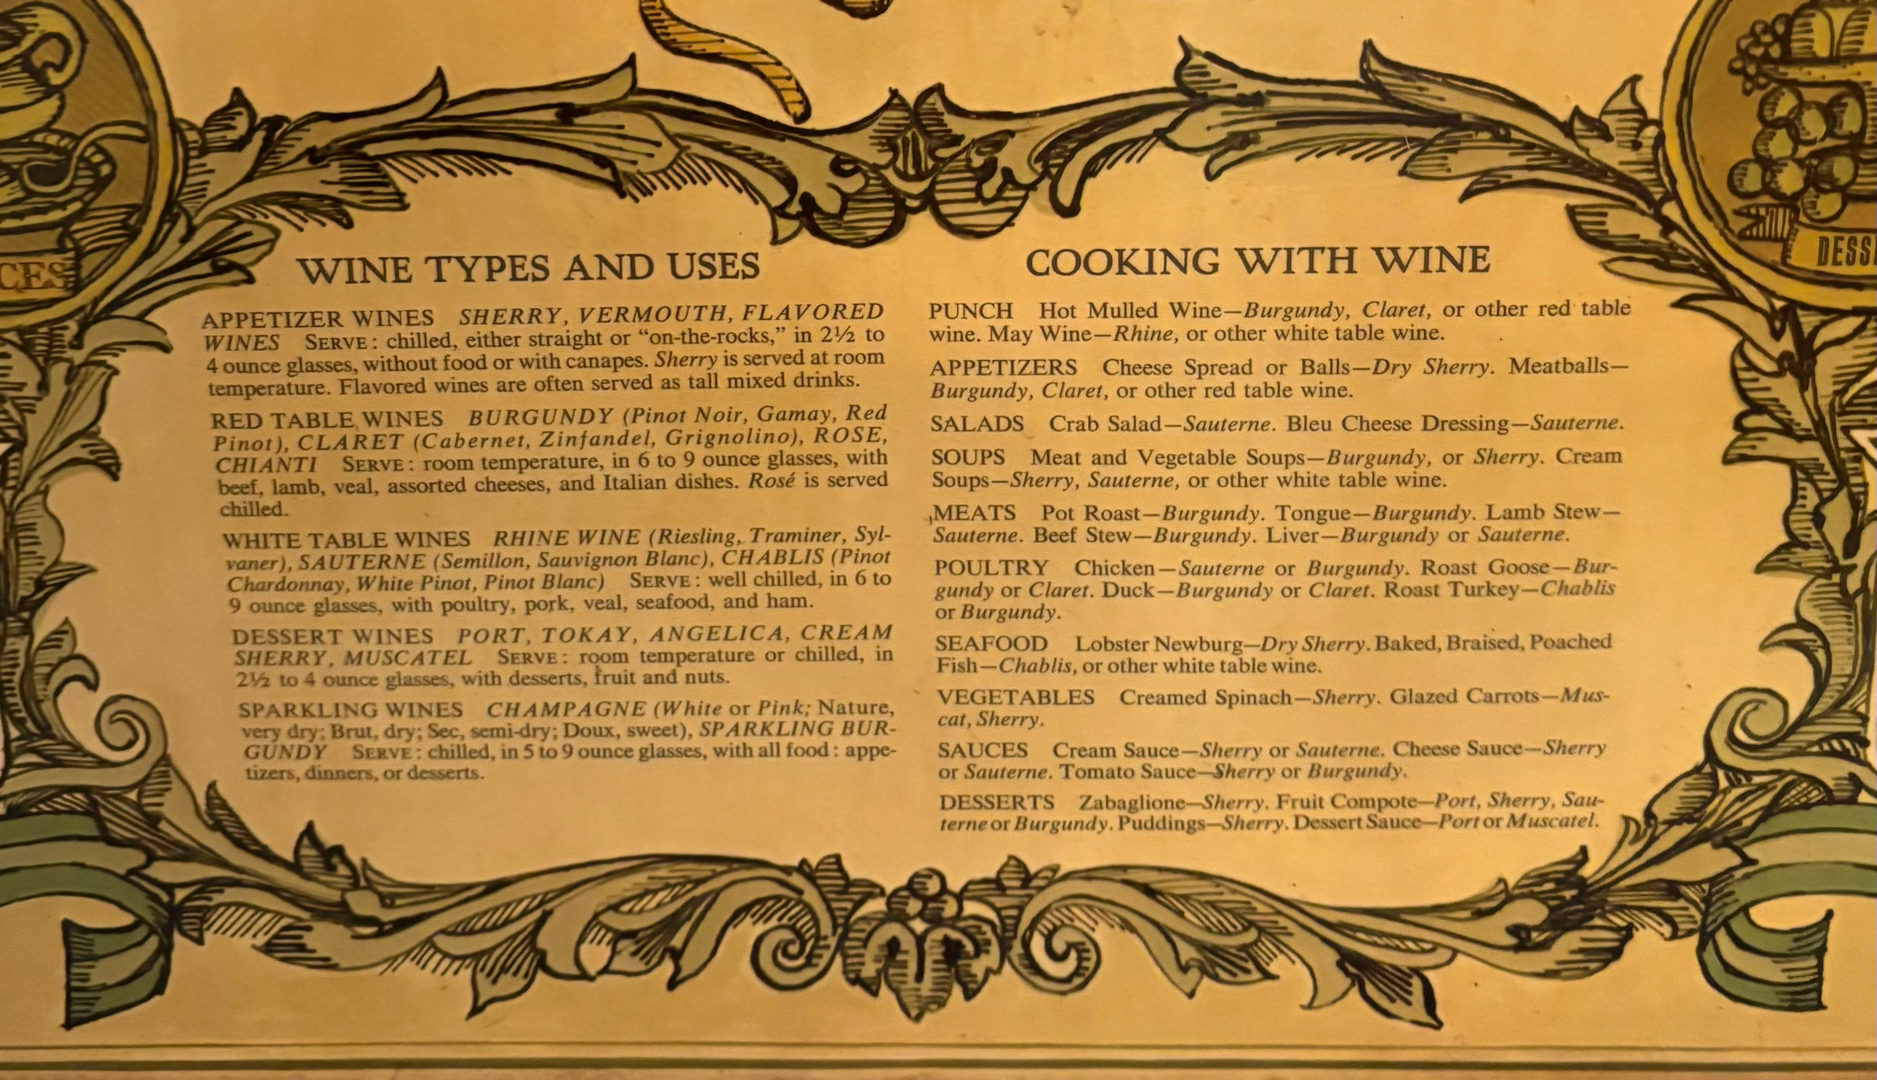 CES
DESS
WINE TYPES AND USES
APPETIZER WINES SHERRY, VERMOUTH, FLAVORED
WINES SERVE: chilled, either straight or “on-the-rocks,” in 2½ to
4 ounce glasses, without food or with canapes. Sherry is served at room
temperature. Flavored wines are often served as tall mixed drinks.
RED TABLE WINES BURGUNDY (Pinot Noir, Gamay, Red
Pinot), CLARET (Cabernet, Zinfandel, Grignolino), ROSE,
CHIANTI SERVE: room temperature, in 6 to 9 ounce glasses, with
beef, lamb, veal, assorted cheeses, and Italian dishes. Rosé is served
chilled.
WHITE TABLE WINES RHINE WINE (Riesling, Traminer, Syl-
vaner), SAUTERNE (Semillon, Sauvignon Blanc), CHABLIS (Pinot
Chardonnay, White Pinot, Pinot Blanc) SERVE: well chilled, in 6 to
9 ounce glasses, with poultry, pork, veal, seafood, and ham.
DESSERT WINES PORT, TOKAY, ANGELICA, CREAM
SHERRY, MUSCATEL SERVE: room temperature or chilled, in
2½ to 4 ounce glasses, with desserts, fruit and nuts.
SPARKLING WINES CHAMPAGNE (White or Pink; Nature,
very dry; Brut, dry; Sec, semi-dry; Doux, sweet), SPARKLING BUR-
GUNDY SERVE: chilled, in 5 to 9 ounce glasses, with all food: appe-
tizers, dinners, or desserts.
COOKING WITH WINE
PUNCH Hot Mulled Wine—Burgundy, Claret, or other red table
wine. May Wine—Rhine, or other white table wine.
APPETIZERS Cheese Spread or Balls—Dry Sherry. Meatballs—
Burgundy, Claret, or other red table wine.
SALADS Crab Salad—Sauterne. Bleu Cheese Dressing—Sauterne.
SOUPS Meat and Vegetable Soups—Burgundy, or Sherry. Cream
Soups—Sherry, Sauterne, or other white table wine.
MEATS Pot Roast—Burgundy. Tongue—Burgundy. Lamb Stew—
Sauterne. Beef Stew—Burgundy. Liver—Burgundy or Sauterne.
POULTRY Chicken—Sauterne or Burgundy. Roast Goose—Bur-
gundy or Claret. Duck—Burgundy or Claret. Roast Turkey—Chablis
or Burgundy.
SEAFOOD Lobster Newburg—Dry Sherry. Baked, Braised, Poached
Fish—Chablis, or other white table wine.
VEGETABLES Creamed Spinach—Sherry. Glazed Carrots—Mus-
cat, Sherry.
SAUCES Cream Sauce—Sherry or Sauterne. Cheese Sauce—Sherry
or Sauterne. Tomato Sauce—Sherry or Burgundy.
DESSERTS Zabaglione—Sherry. Fruit Compote—Port, Sherry, Sau-
terne or Burgundy. Puddings—Sherry. Dessert Sauce—Port or Muscatel.